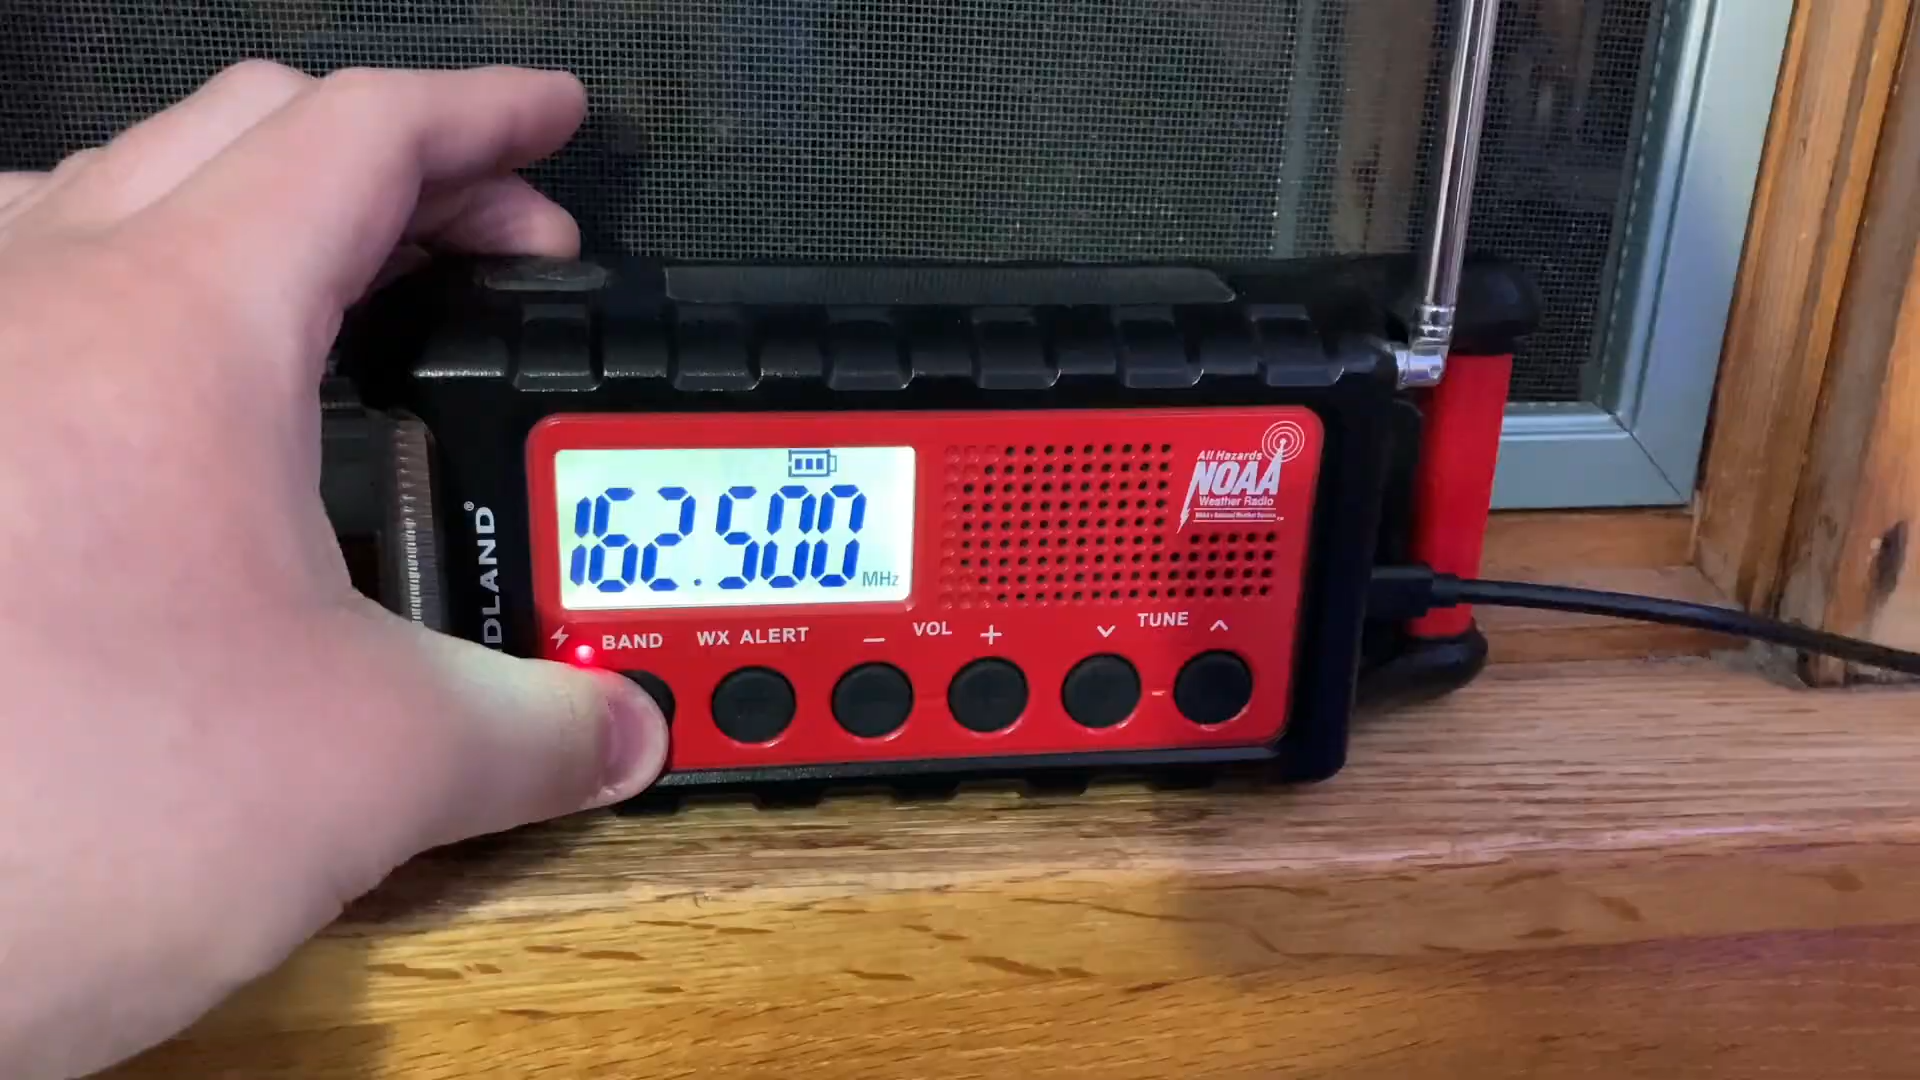 162.500 MHz
All Hazards
NOAA
Weather Radio
DLAND®
BAND WX ALERT – VOL + TUNE